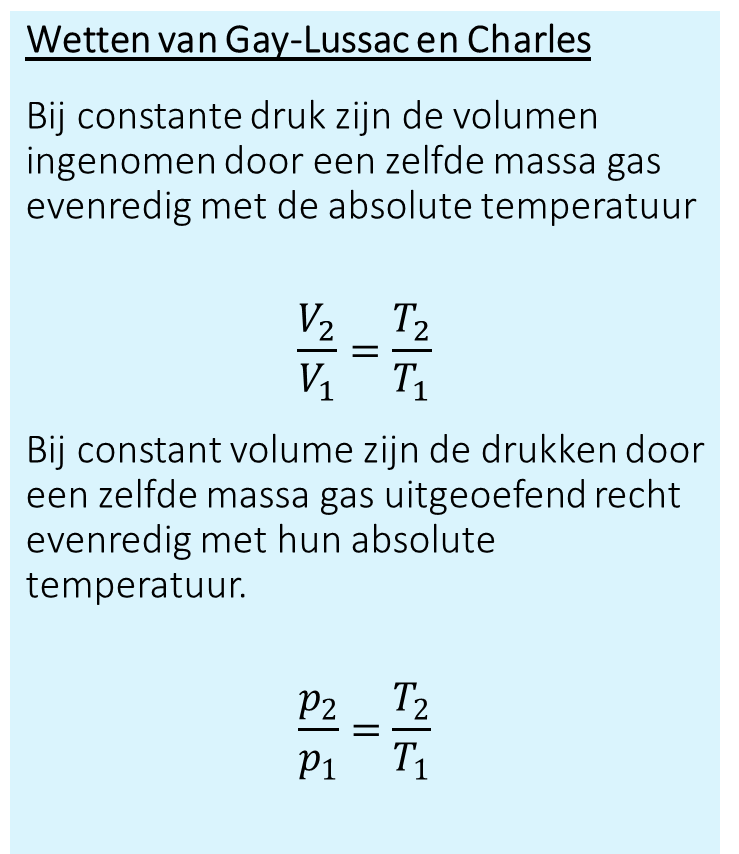 Wetten van Gay-Lussac en Charles
Bij constante druk zijn de volumen
ingenomen door een zelfde massa gas
evenredig met de absolute temperatuur
V₂/V₁ = T₂/T₁
Bij constant volume zijn de drukken door
een zelfde massa gas uitgeoefend recht
evenredig met hun absolute
temperatuur.
p₂/p₁ = T₂/T₁